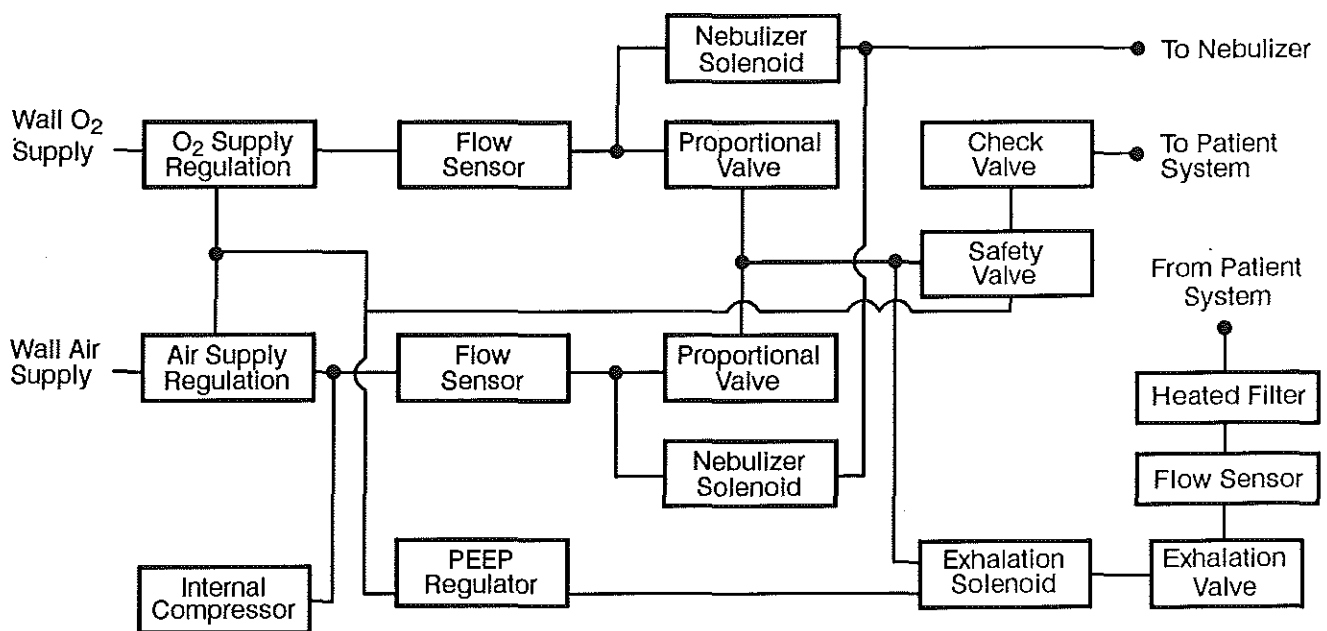 Nebulizer
Solenoid
To Nebulizer
Wall O₂
Supply
O₂ Supply
Regulation
Flow
Sensor
Proportional
Valve
Check
Valve
To Patient
System
Safety
Valve
From Patient
System
Wall Air
Supply
Air Supply
Regulation
Flow
Sensor
Proportional
Valve
Heated Filter
Nebulizer
Solenoid
Flow Sensor
Internal
Compressor
PEEP
Regulator
Exhalation
Solenoid
Exhalation
Valve